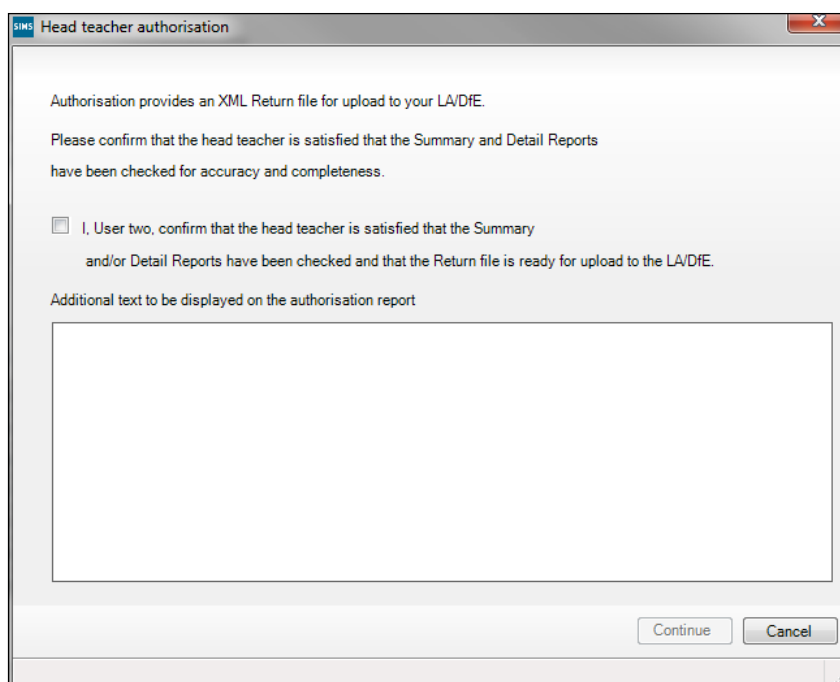 SIMS Head teacher authorisation
Authorisation provides an XML Return file for upload to your LA/DfE.
Please confirm that the head teacher is satisfied that the Summary and Detail Reports
have been checked for accuracy and completeness.
I, User two, confirm that the head teacher is satisfied that the Summary
and/or Detail Reports have been checked and that the Return file is ready for upload to the LA/DfE.
Additional text to be displayed on the authorisation report
Continue Cancel